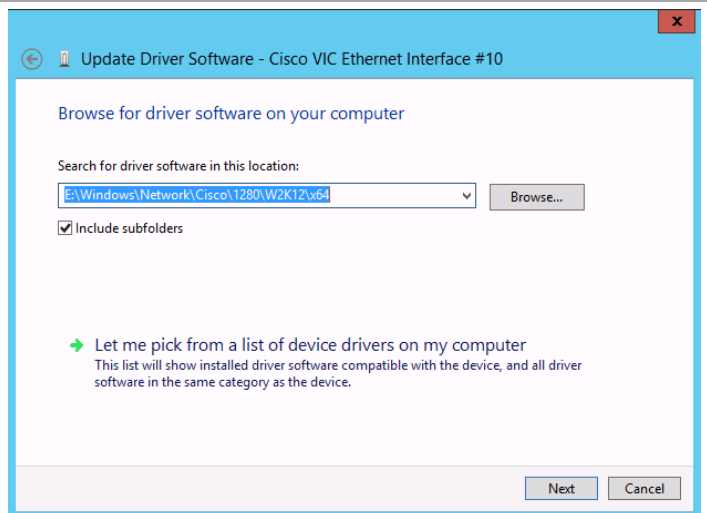 x
Update Driver Software - Cisco VIC Ethernet Interface #10
Browse for driver software on your computer
Search for driver software in this location:
E:\Windows\Network\Cisco\1280\W2K12\x64
Browse...
Include subfolders
Let me pick from a list of device drivers on my computer
This list will show installed driver software compatible with the device, and all driver
software in the same category as the device.
Next
Cancel